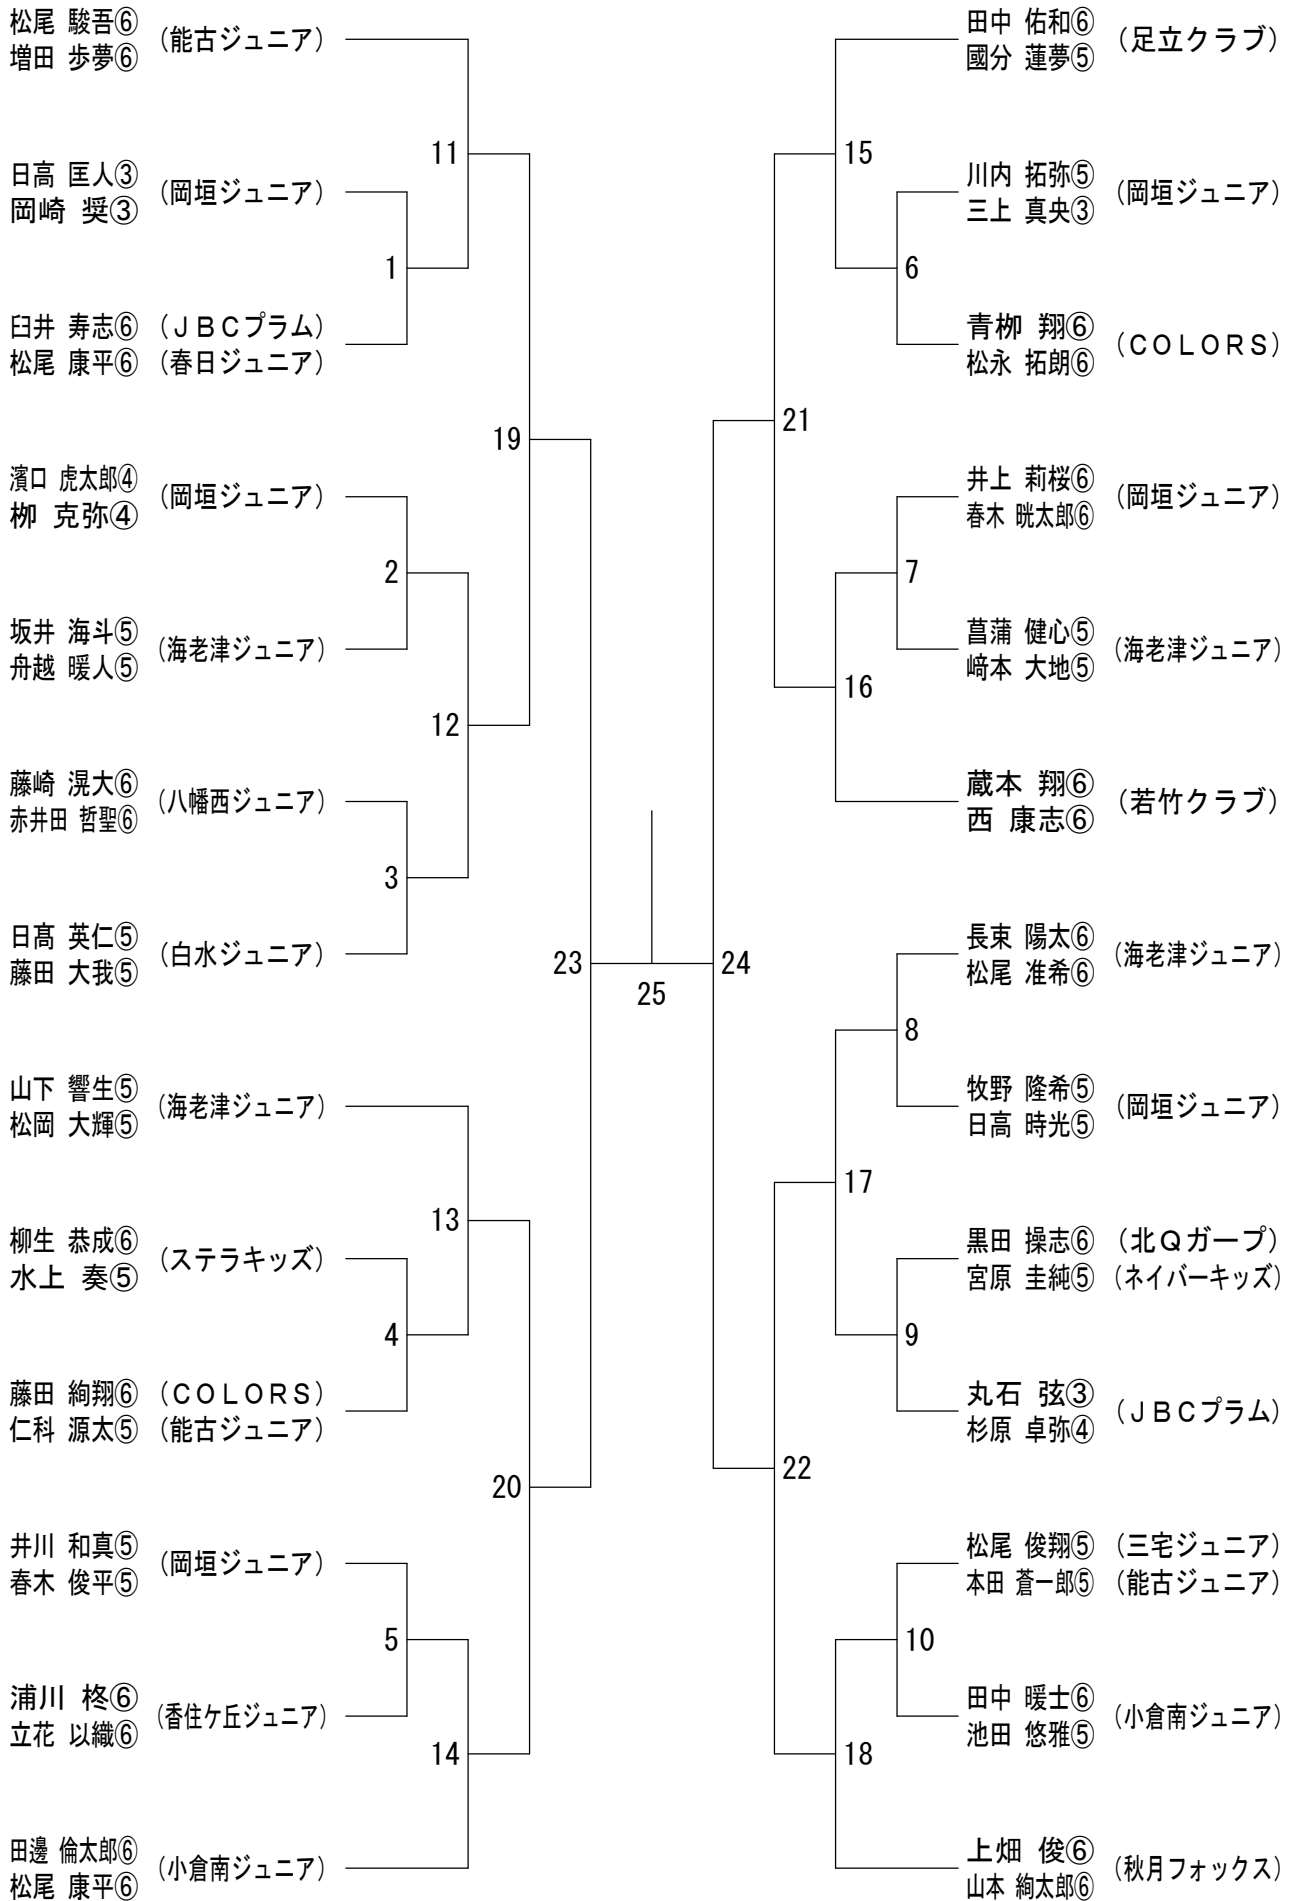 松尾 駿吾⑥ (能古ジュニア)
増田 歩夢⑥
11
日高 匡人③ (岡垣ジュニア)
岡崎 奨③
1
臼井 寿志⑥ (ＪＢＣプラム)
松尾 康平⑥ (春日ジュニア)
19
濱口 虎太郎④ (岡垣ジュニア)
栁 克弥④
2
坂井 海斗⑤ (海老津ジュニア)
舟越 暖人⑤
12
藤崎 滉大⑥ (八幡西ジュニア)
赤井田 哲聖⑥
3
日髙 英仁⑤ (白水ジュニア)
藤田 大我⑤
23
山下 響生⑤ (海老津ジュニア)
松岡 大輝⑤
13
柳生 恭成⑥ (ステラキッズ)
水上 奏⑤
4
藤田 絢翔⑥ (ＣＯＬＯＲＳ)
仁科 源太⑤ (能古ジュニア)
20
井川 和真⑤ (岡垣ジュニア)
春木 俊平⑤
5
浦川 柊⑥ (香住ケ丘ジュニア)
立花 以織⑥
14
田邊 倫太郎⑥ (小倉南ジュニア)
松尾 康平⑥
25
田中 佑和⑥ (足立クラブ)
國分 蓮夢⑤
15
川内 拓弥⑤ (岡垣ジュニア)
三上 真央③
6
青栁 翔⑥ (ＣＯＬＯＲＳ)
松永 拓朗⑥
21
井上 莉桜⑥ (岡垣ジュニア)
春木 晄太郎⑥
7
菖蒲 健心⑤ (海老津ジュニア)
﨑本 大地⑤
16
蔵本 翔⑥ (若竹クラブ)
西 康志⑥
24
長束 陽太⑥ (海老津ジュニア)
松尾 准希⑥
8
牧野 隆希⑤ (岡垣ジュニア)
日高 時光⑤
17
黒田 操志⑥ (北Ｑガープ)
宮原 圭純⑤ (ネイバーキッズ)
9
丸石 弦③ (ＪＢＣプラム)
杉原 卓弥④
22
松尾 俊翔⑤ (三宅ジュニア)
本田 蒼一郎⑤ (能古ジュニア)
10
田中 暖士⑥ (小倉南ジュニア)
池田 悠雅⑤
18
上畑 俊⑥ (秋月フォックス)
山本 絢太郎⑥